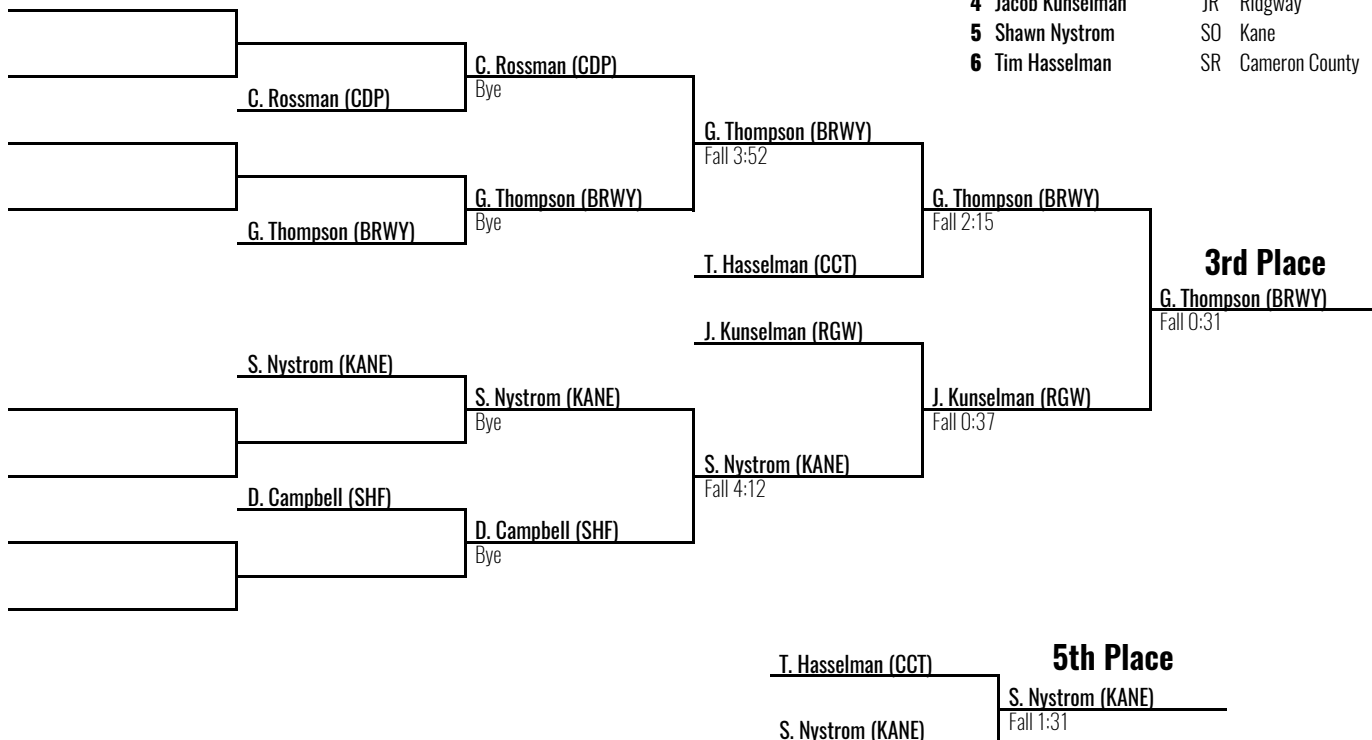 4 Jacob Kunselman JR Ridgway
5 Shawn Nystrom SO Kane
6 Tim Hasselman SR Cameron County
C. Rossman (CDP)
C. Rossman (CDP)
Bye
G. Thompson (BRWY)
Fall 3:52
G. Thompson (BRWY)
G. Thompson (BRWY)
Bye
G. Thompson (BRWY)
Fall 2:15
T. Hasselman (CCT)
3rd Place
G. Thompson (BRWY)
Fall 0:31
J. Kunselman (RGW)
S. Nystrom (KANE)
S. Nystrom (KANE)
Bye
J. Kunselman (RGW)
Fall 0:37
S. Nystrom (KANE)
Fall 4:12
D. Campbell (SHF)
D. Campbell (SHF)
Bye
T. Hasselman (CCT)
5th Place
S. Nystrom (KANE)
Fall 1:31
S. Nystrom (KANE)